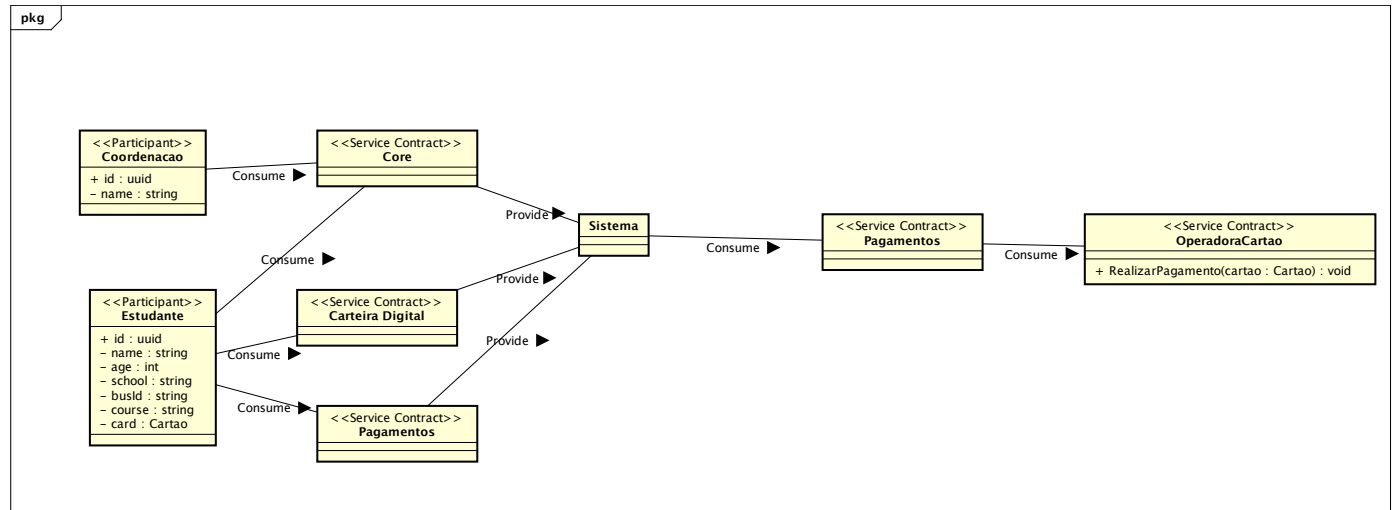 pkg
<<Participant>>
Coordenacao
+ id : uuid
– name : string
Consume
<<Service Contract>>
Core
Provide
Sistema
Consume
<<Service Contract>>
Pagamentos
Consume
<<Service Contract>>
OperadoraCartao
+ RealizarPagamento(cartao : Cartao) : void
Consume
<<Participant>>
Estudante
+ id : uuid
– name : string
– age : int
– school : string
– busId : string
– course : string
– card : Cartao
Consume
<<Service Contract>>
Carteira Digital
Provide
Provide
Consume
<<Service Contract>>
Pagamentos